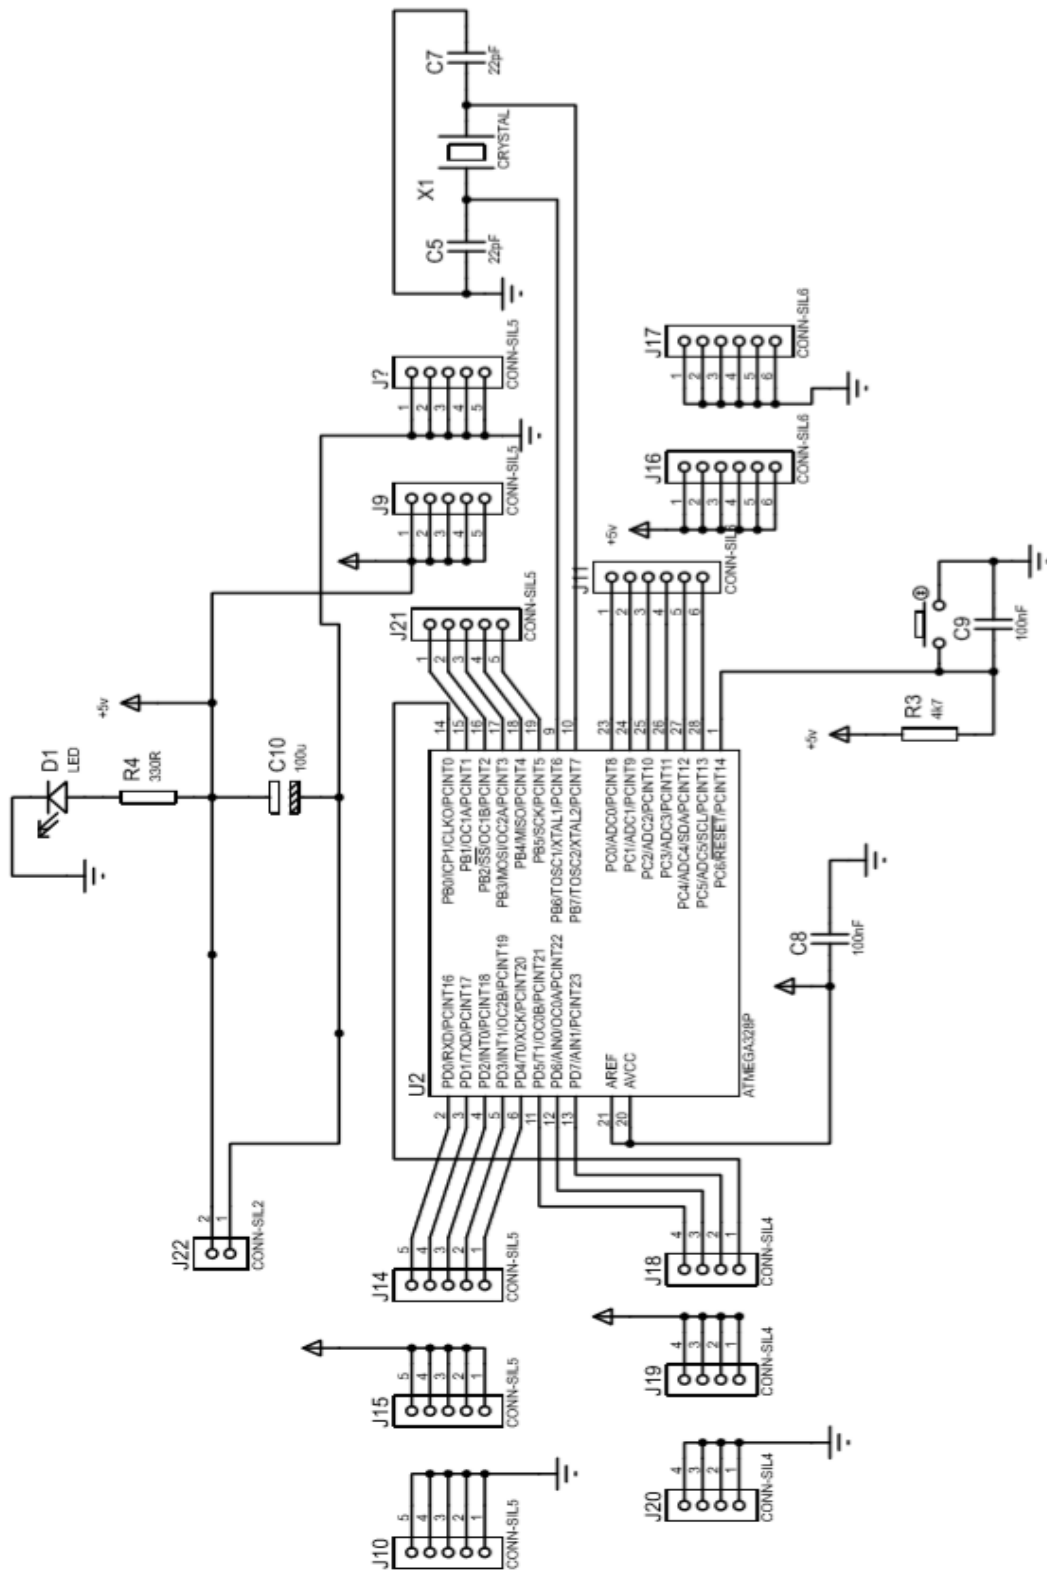 C7
22pF
CRYSTAL
X1
C5
22pF
J?
1
2
3
4
5
CONN-SIL5
J9
1
2
3
4
5
CONN-SIL5
J17
1
2
3
4
5
6
CONN-SIL6
J16
1
2
3
4
5
6
CONN-SIL6
+5v
J11
1
2
3
4
5
6
J21
1
2
3
4
5
CONN-SIL5
+5v
D1
LED
R4
330R
C10
100u
U2
14
15
16
17
18
19
9
10
23
24
25
26
27
28
1
PB0/ICP1/CLKO/PCINT0
PB1/OC1A/PCINT1
PB2/SS/OC1B/PCINT2
PB3/MOSI/OC2A/PCINT3
PB4/MISO/PCINT4
PB5/SCK/PCINT5
PB6/TOSC1/XTAL1/PCINT6
PB7/TOSC2/XTAL2/PCINT7
PC0/ADC0/PCINT8
PC1/ADC1/PCINT9
PC2/ADC2/PCINT10
PC3/ADC3/PCINT11
PC4/ADC4/SDA/PCINT12
PC5/ADC5/SCL/PCINT13
PC6/RESET/PCINT14
PD0/RXD/PCINT16
PD1/TXD/PCINT17
PD2/INT0/PCINT18
PD3/INT1/OC2B/PCINT19
PD4/T0/XCK/PCINT20
PD5/T1/OC0B/PCINT21
PD6/AIN0/OC0A/PCINT22
PD7/AIN1/PCINT23
AREF
AVCC
ATMEGA328P
2
3
4
5
6
11
12
13
21
20
+5v
R3
4k7
C9
100nF
C8
100nF
J22
2
1
CONN-SIL2
J14
5
4
3
2
1
CONN-SIL5
J18
4
3
2
1
CONN-SIL4
J15
5
4
3
2
1
CONN-SIL5
J19
4
3
2
1
CONN-SIL4
J10
5
4
3
2
1
CONN-SIL5
J20
4
3
2
1
CONN-SIL4